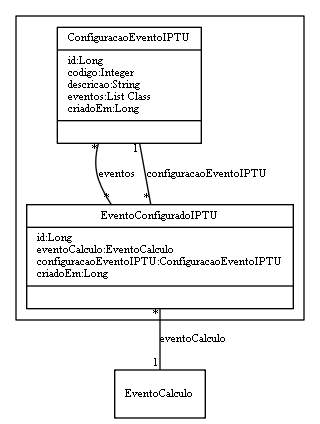 ConfiguracaoEventoIPTU
id:Long
codigo:Integer
descricao:String
eventos:List Class
criadoEm:Long
* 1
eventos configuracaoEventoIPTU
* *
EventoConfiguradoIPTU
id:Long
eventoCalculo:EventoCalculo
configuracaoEventoIPTU:ConfiguracaoEventoIPTU
criadoEm:Long
*
eventoCalculo
1
EventoCalculo